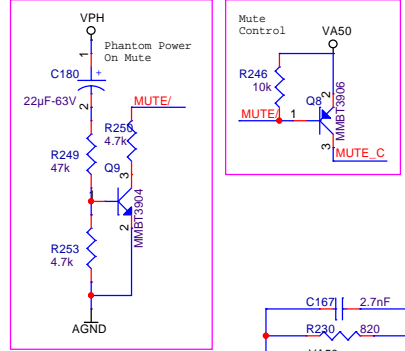 VPH
1
Phantom Power
On Mute
C180
+
22µF-63V
2
MUTE/
R250
4.7k
R249
47k
Q9
3
1
2
MMBT3904
R253
4.7k
AGND
Mute
Control
VA50
R246
10k
Q8
2
MMBT3906
MUTE/
1
3
MUTE_C
C167
2.7nF
R230
820